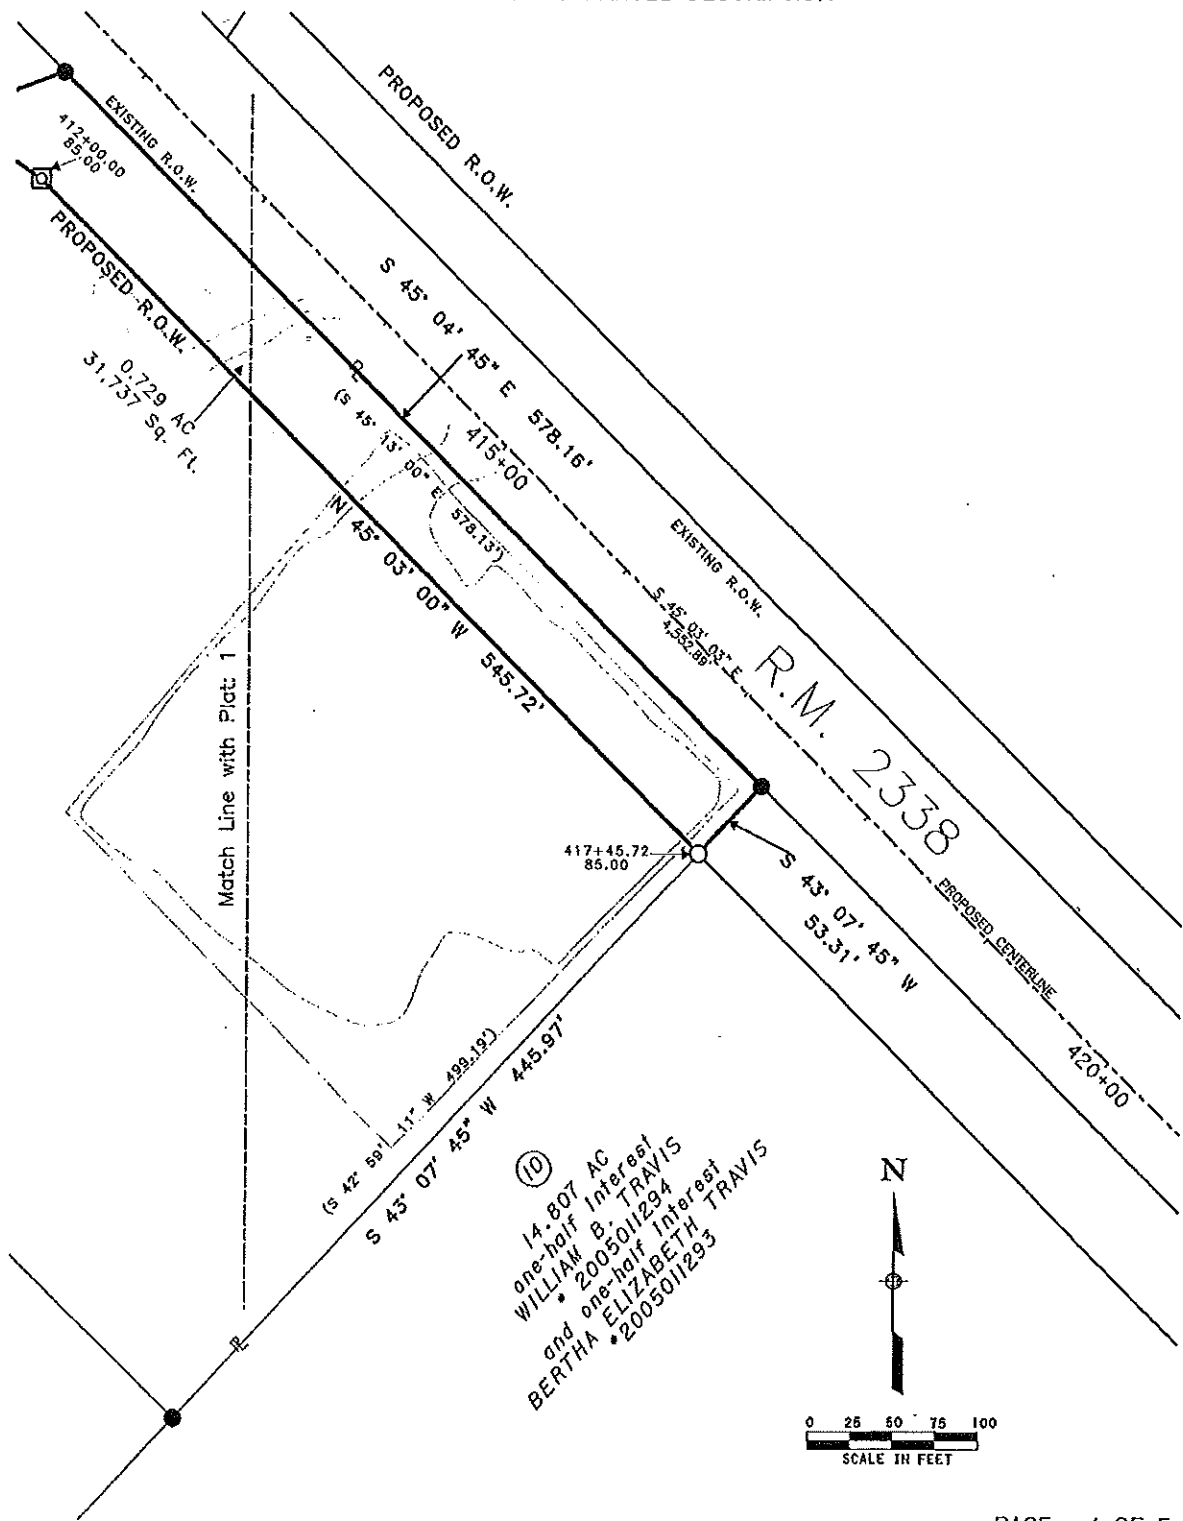 PROPOSED R.O.W.
EXISTING R.O.W.
412+00.00
85.00
PROPOSED R.O.W.
0.729 AC
31,737 Sq. Ft.
S 45° 04' 45" E 578.16'
(S 45° 13' 00" E 578.13')
415+00
N 45° 03' 00" W 545.72'
EXISTING R.O.W.
S 45° 03' 03" E
4,552.89'
R.M. 2338
Match Line with Plat: 1
417+45.72
85.00
S 43° 07' 45" W
53.31'
PROPOSED CENTERLINE
420+00
(S 42° 59' 11" W 499.19')
S 43° 07' 45" W 445.97'
10
14.807 AC
one-half Interest
WILLIAM B. TRAVIS
* 2005011294
and one-half Interest
BERTHA ELIZABETH TRAVIS
*2005011293
PL
PL
N
0 25 50 75 100
SCALE IN FEET